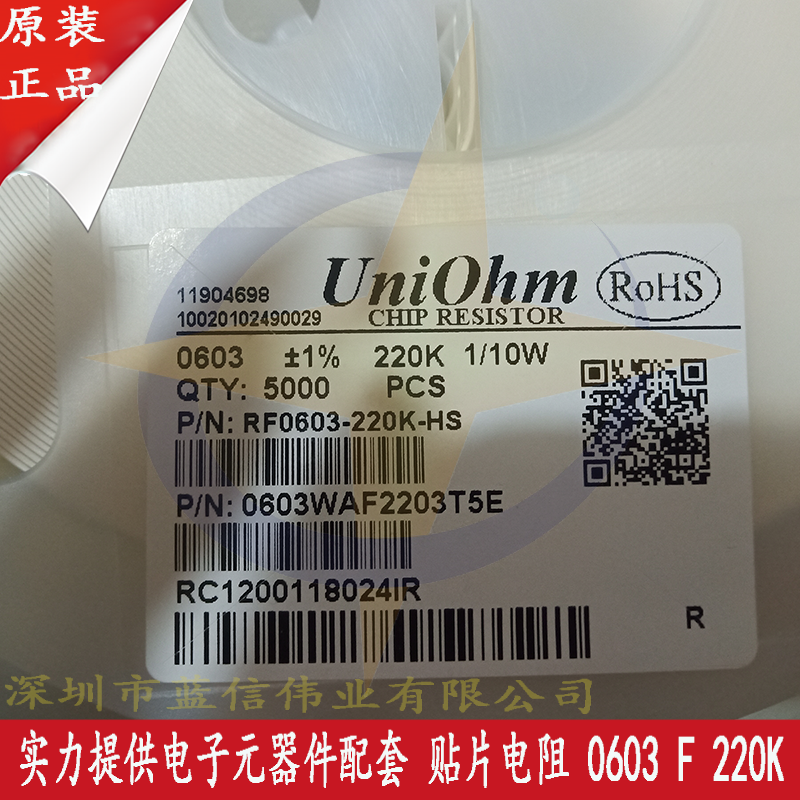 原装
正品
UniOhm
RoHS
11904698
10020102490029
CHIP RESISTOR
0603 ±1% 220K 1/10W
QTY: 5000 PCS
P/N: RF0603-220K-HS
P/N: 0603WAF2203T5E
RC1200118024IR
R
深圳市蓝信伟业有限公司
实力提供电子元器件配套 贴片电阻 0603 F 220K